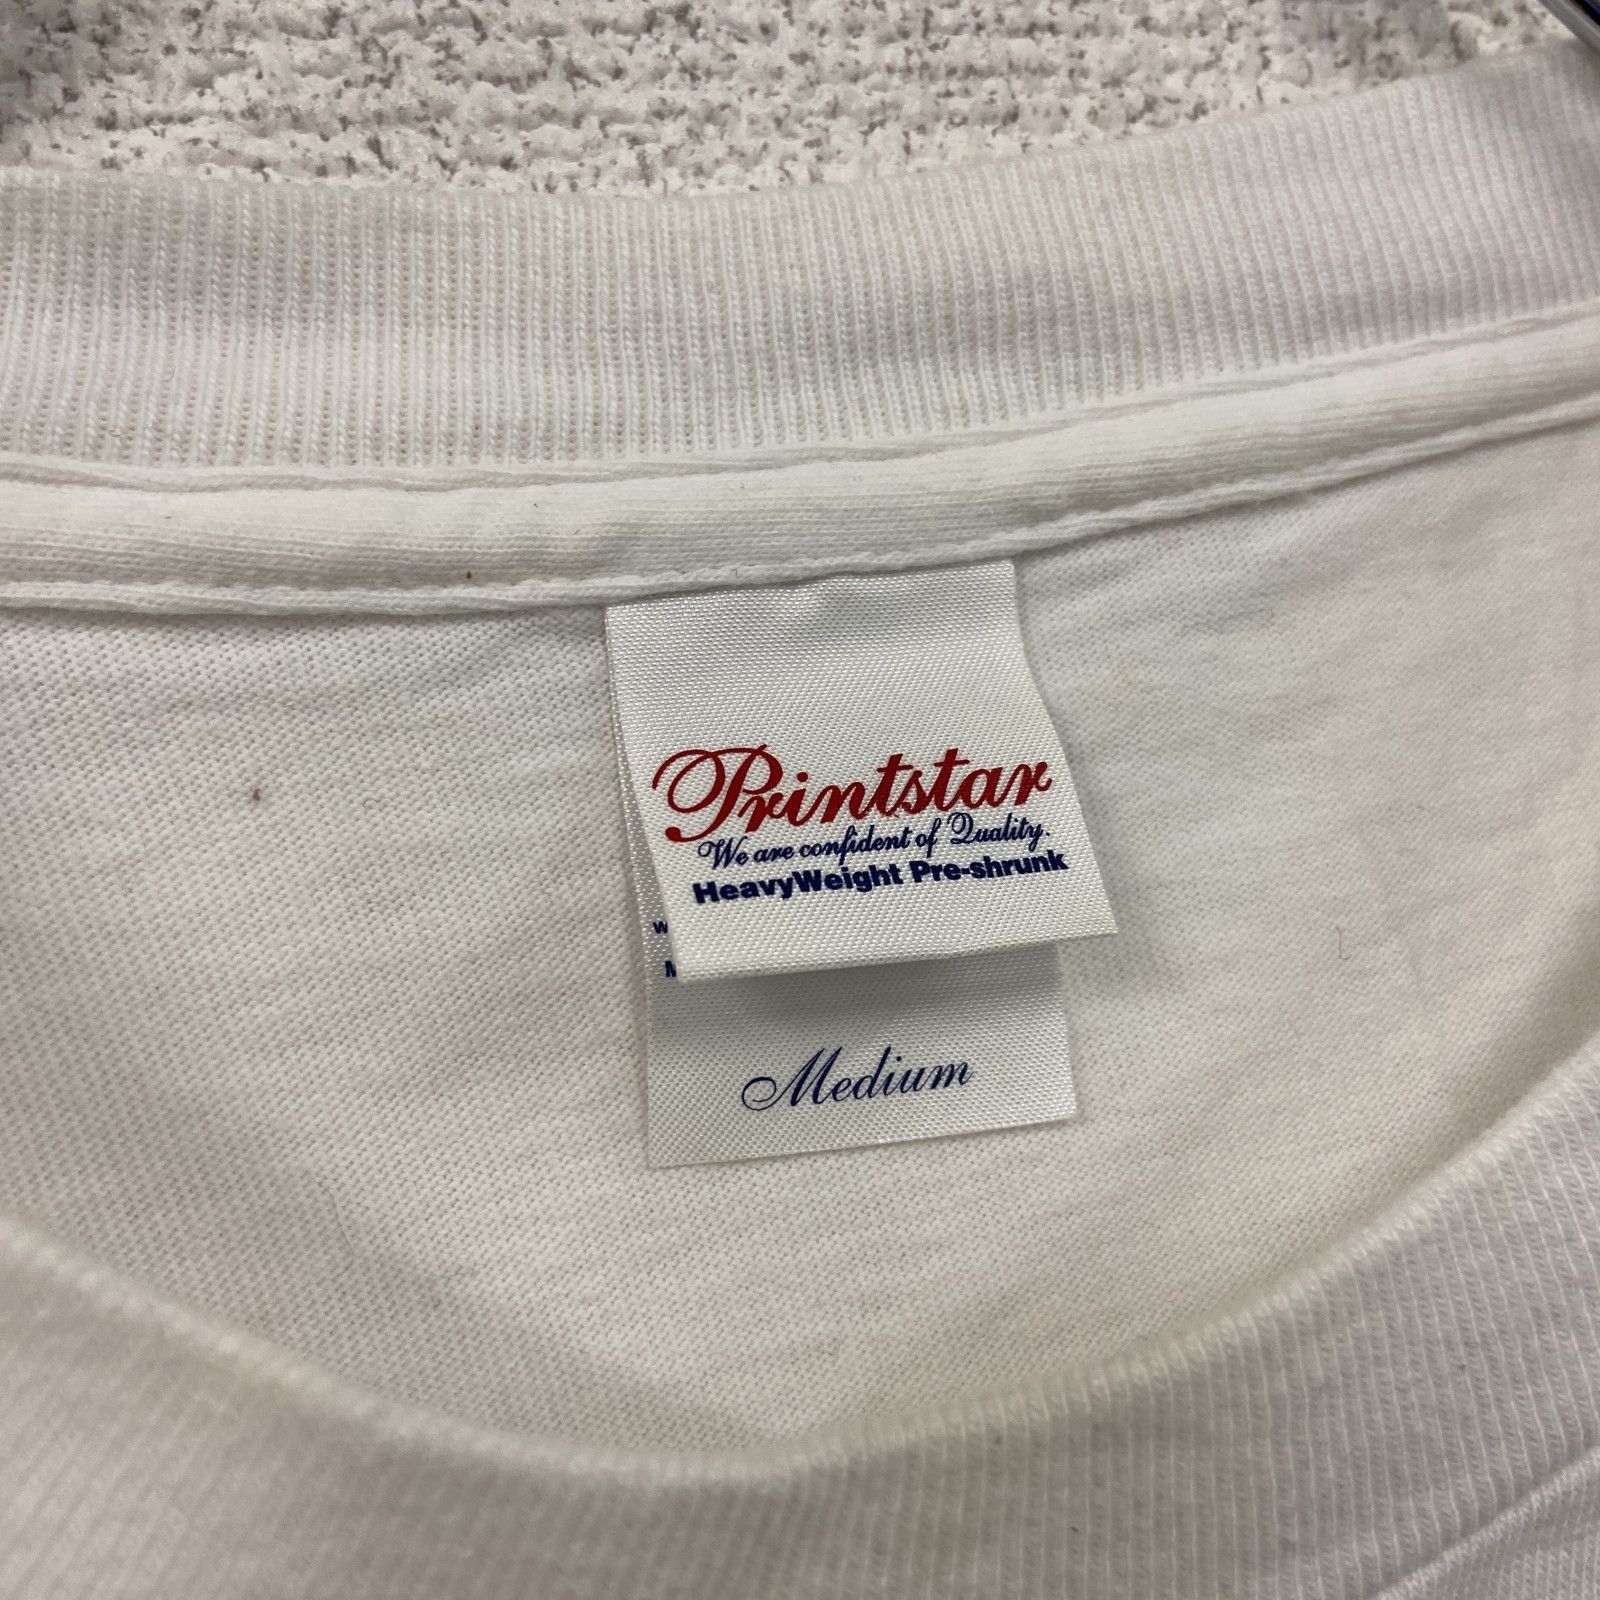 Printstar
We are confident of Quality.
HeavyWeight Pre-shrunk
Medium